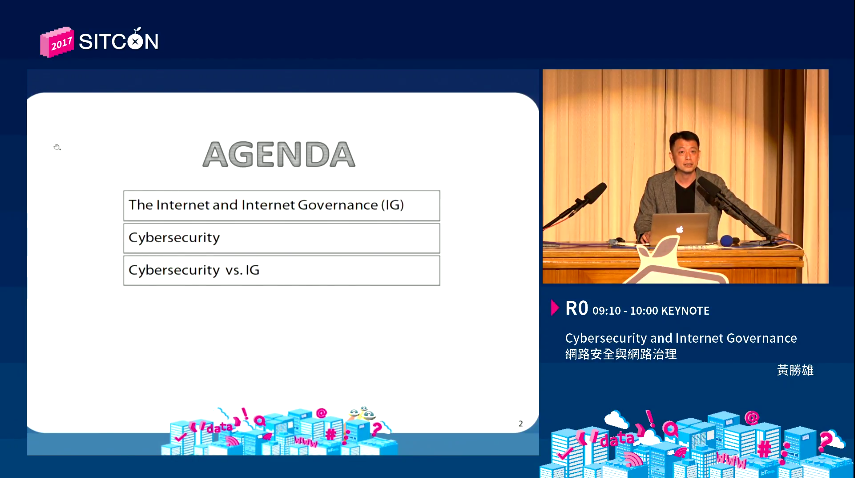 2017 SITCON
AGENDA
The Internet and Internet Governance (IG)
Cybersecurity
Cybersecurity vs. IG
data
!
@
www
#
?
2
R0 09:10 - 10:00 KEYNOTE
Cybersecurity and Internet Governance
網路安全與網路治理
黃勝雄
data
!
@
www
#
?